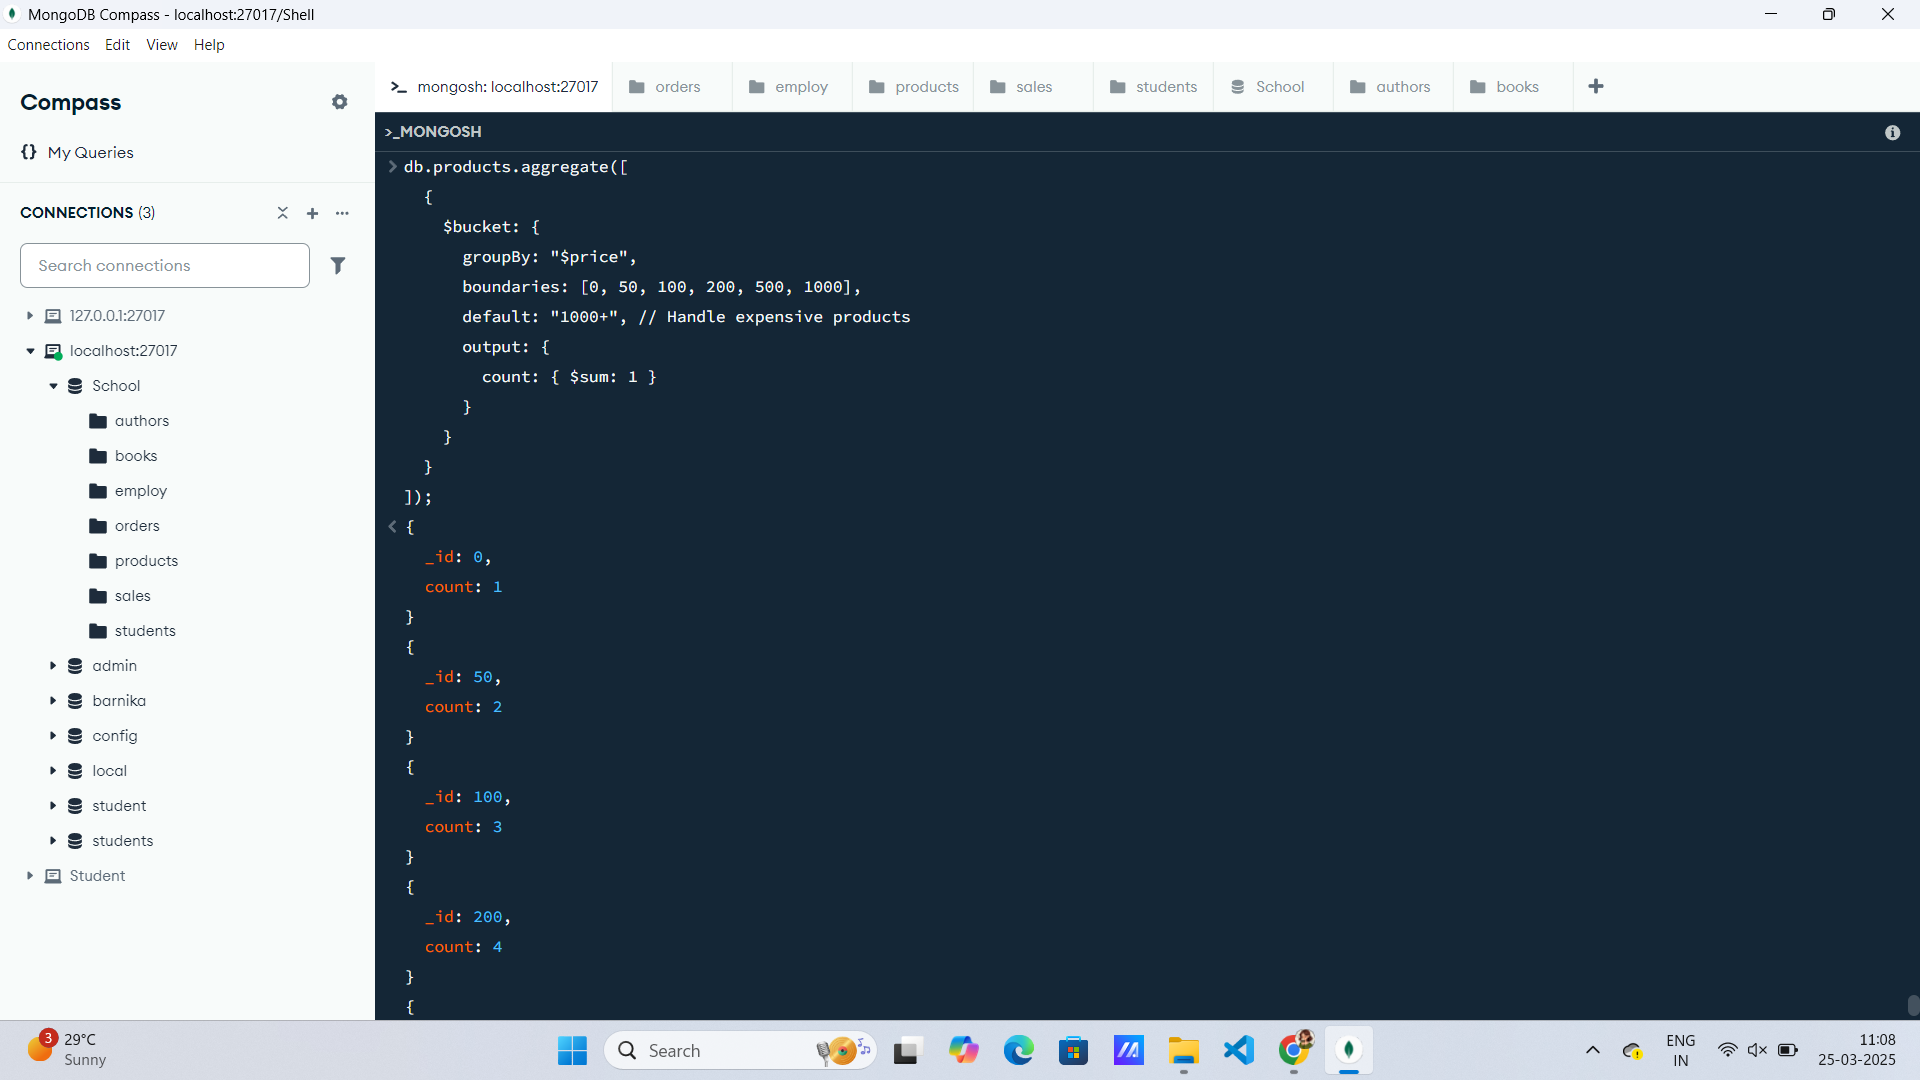 MongoDB Compass - localhost:27017/Shell
Connections Edit View Help
Compass
{} My Queries
CONNECTIONS (3)
Search connections
127.0.0.1:27017
localhost:27017
School
authors
books
employ
orders
products
sales
students
admin
barnika
config
local
student
students
Student
mongosh: localhost:27017 orders employ products sales students School authors books
>_MONGOSH
> db.products.aggregate([
{
$bucket: {
groupBy: "$price",
boundaries: [0, 50, 100, 200, 500, 1000],
default: "1000+", // Handle expensive products
output: {
count: { $sum: 1 }
}
}
}
]);
< {
_id: 0,
count: 1
}
{
_id: 50,
count: 2
}
{
_id: 100,
count: 3
}
{
_id: 200,
count: 4
}
{
3
29°C
Sunny
Search
ENG
IN
11:08
25-03-2025